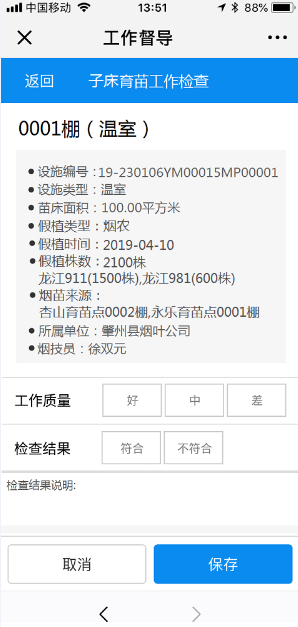 中国移动 13:51 88%
工作督导
返回 子床育苗工作检查
0001棚（温室）
设施编号：19-230106YM00015MP00001
设施类型：温室
苗床面积：100.00平方米
假植类型：烟农
假植时间：2019-04-10
假植株数：2100株
龙江911(1500株),龙江981(600株)
烟苗来源：
杏山育苗点0002棚,永乐育苗点0001棚
所属单位：肇州县烟叶公司
烟技员：徐双元
工作质量 好 中 差
检查结果 符合 不符合
检查结果说明:
取消 保存